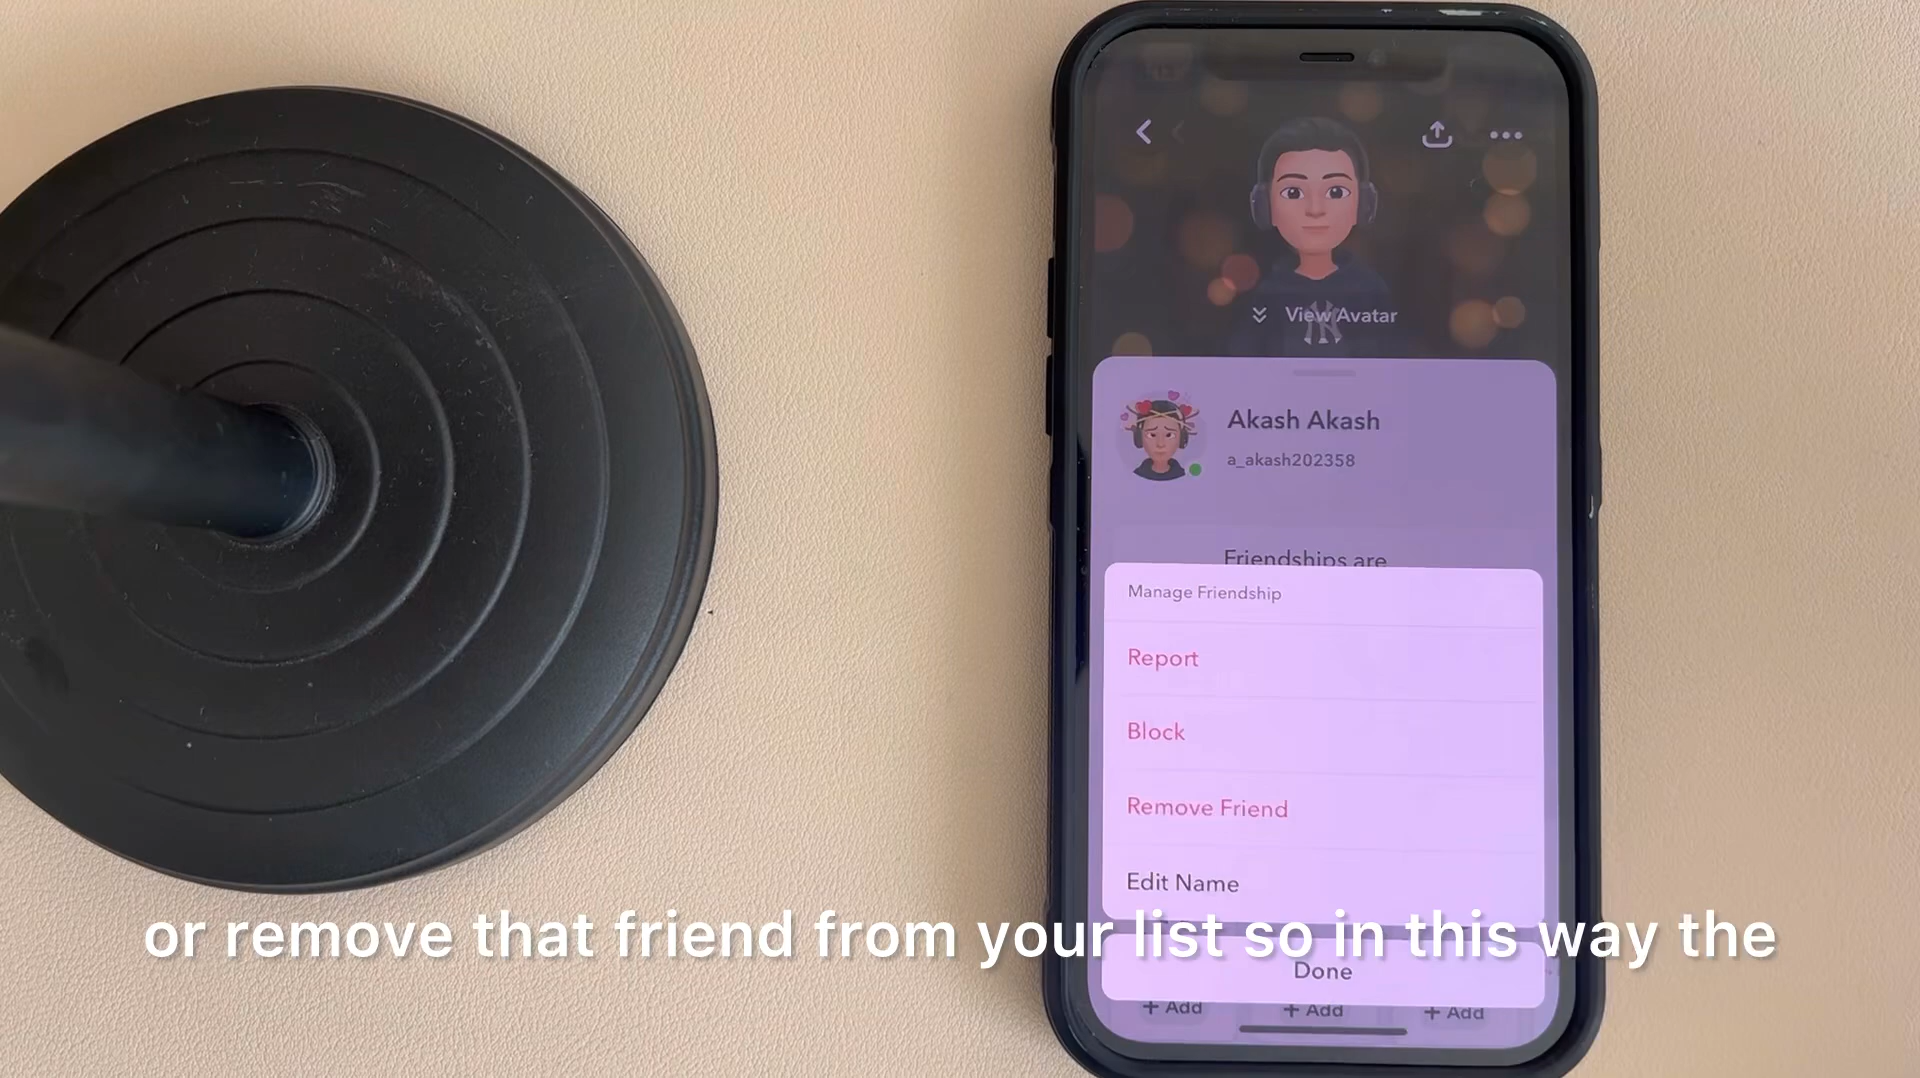 View Avatar
Akash Akash
a_akash202358
Friendships are
Manage Friendship
Report
Block
Remove Friend
Edit Name
or remove that friend from your list so in this way the
Done
+ Add
+ Add
+ Add